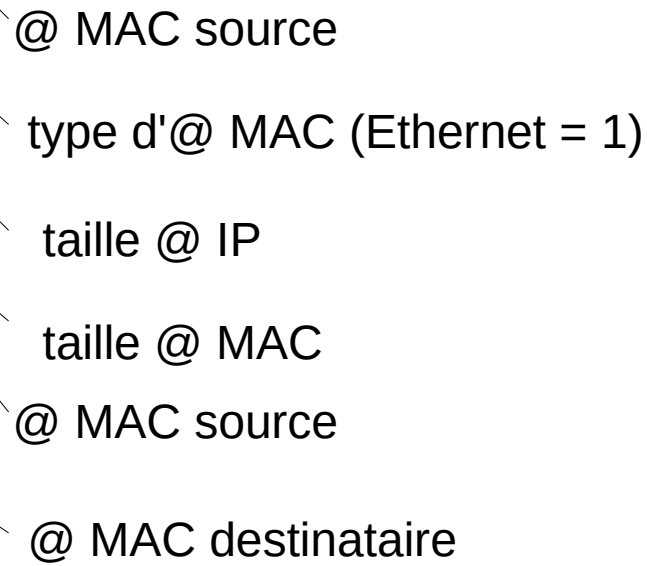 @ MAC source
type d'@ MAC (Ethernet = 1)
taille @ IP
taille @ MAC
@ MAC source
@ MAC destinataire